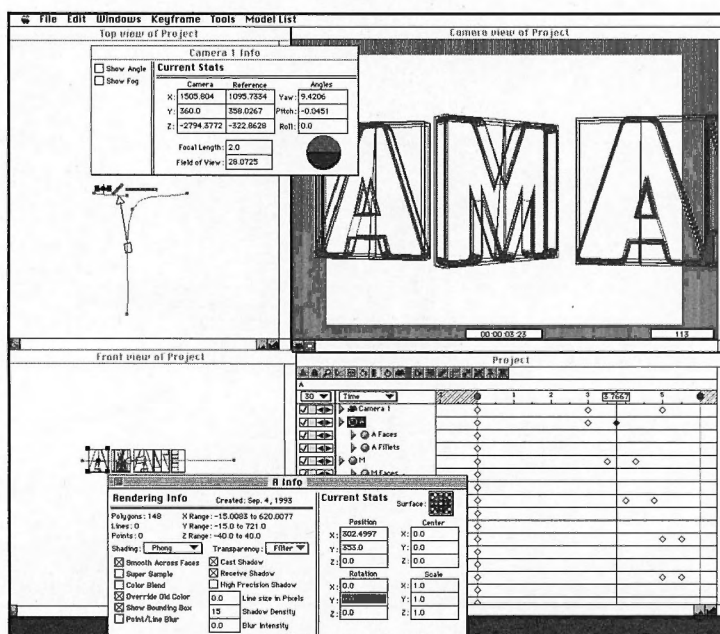 File Edit Windows Keyframe Tools Model List
Top view of Project
Camera view of Project
Camera 1 Info
Show Angle
Show Fog
Current Stats
Camera Reference Angles
X: 1505.804 1095.7334 Yaw: 9.4206
Y: 360.0 358.0267 Pitch: -0.0451
Z: -2794.3772 -322.8628 Roll: 0.0
Focal Length: 2.0
Field of View: 28.0725
A M A
00:00:03:23 113
Front view of Project
Project
A
30 Time 1 2 3 3.7667 5
Camera 1
A
A Faces
A Fillets
M
M Faces
A Info
Rendering Info Created: Sep. 4, 1993
Polygons: 148 X Range: -15.0083 to 620.0077
Lines: 0 Y Range: -15.0 to 721.0
Points: 0 Z Range: -40.0 to 40.0
Shading: Phong Transparency: Filter
Smooth Across Faces Cast Shadow
Super Sample Receive Shadow
Color Blend High Precision Shadow
Override Old Color 0.0 Line size in Pixels
Show Bounding Box 15 Shadow Density
Point/Line Blur 0.0 Blur Intensity
Current Stats Surface:
Position Center
X: 302.4997 X: 0.0
Y: 353.0 Y: 0.0
Z: 0.0 Z: 0.0
Rotation Scale
X: 0.0 X: 1.0
Y: Y: 1.0
Z: 0.0 Z: 1.0